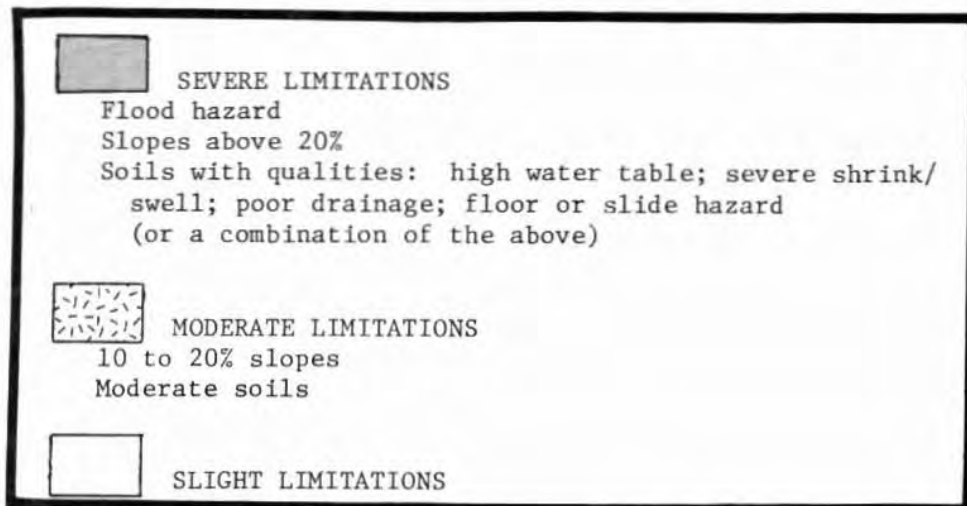 SEVERE LIMITATIONS
Flood hazard
Slopes above 20%
Soils with qualities: high water table; severe shrink/
swell; poor drainage; floor or slide hazard
(or a combination of the above)
MODERATE LIMITATIONS
10 to 20% slopes
Moderate soils
SLIGHT LIMITATIONS